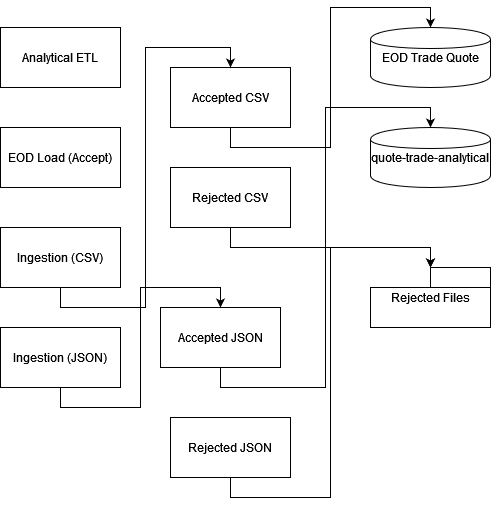 Analytical ETL
EOD Load (Accept)
Ingestion (CSV)
Ingestion (JSON)
Accepted CSV
Rejected CSV
Accepted JSON
Rejected JSON
EOD Trade Quote
quote-trade-analytical
Rejected Files